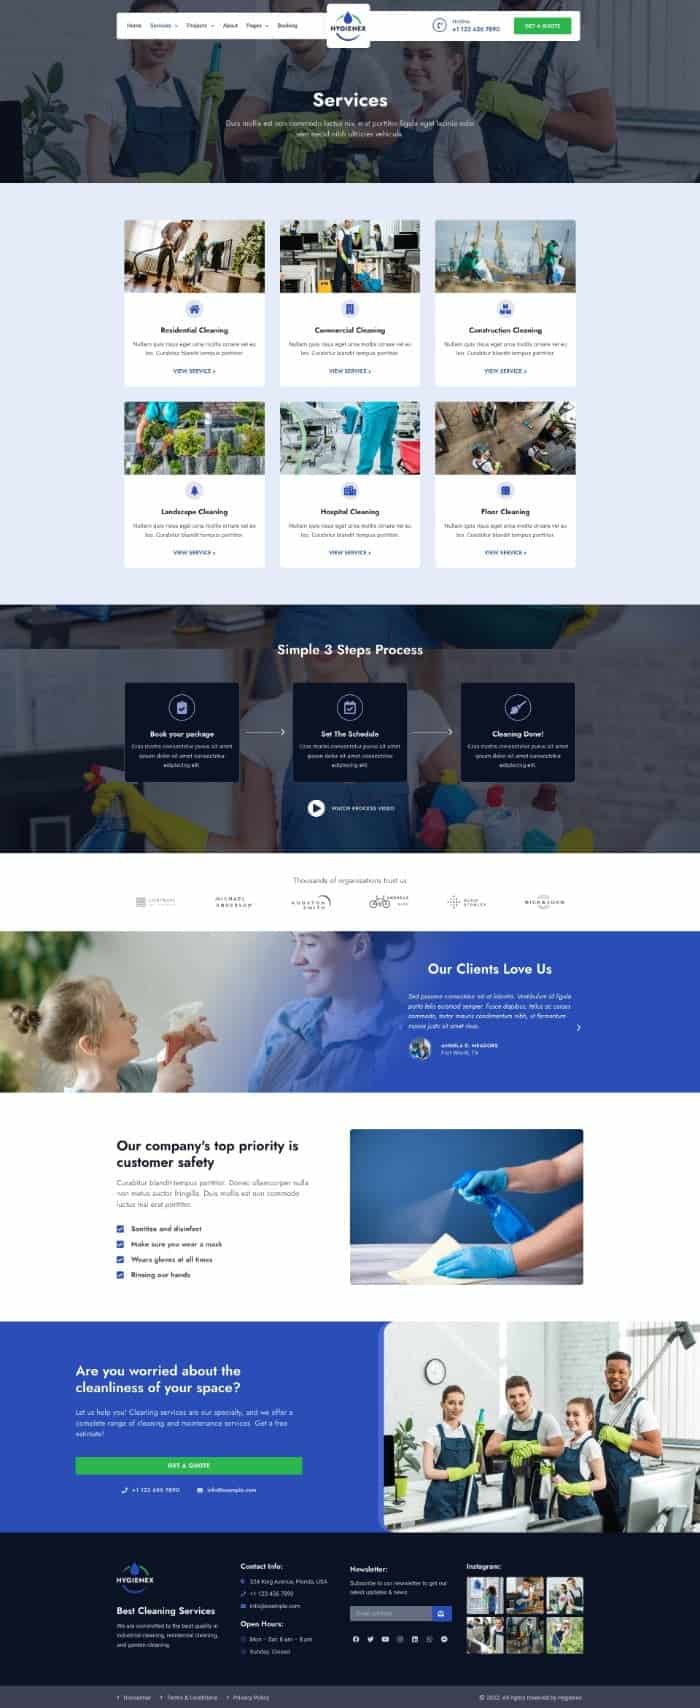 Home Services Projects About Pages Booking
HYGIENEX
Hotline
+1 123 456 7890
GET A QUOTE
Services
Duis mollis est non commodo luctus nisi erat porttitor ligula eget lacinia odio
sem necid nibh ultricies vehicula
Residential Cleaning
Nullam quis risus eget urna mollis ornare vel eu
leo. Curabitur blandit tempus porttitor.
VIEW SERVICE »
Commercial Cleaning
Nullam quis risus eget urna mollis ornare vel eu
leo. Curabitur blandit tempus porttitor.
VIEW SERVICE »
Construction Cleaning
Nullam quis risus eget urna mollis ornare vel eu
leo. Curabitur blandit tempus porttitor.
VIEW SERVICE »
Landscape Cleaning
Nullam quis risus eget urna mollis ornare vel eu
leo. Curabitur blandit tempus porttitor.
VIEW SERVICE »
Hospital Cleaning
Nullam quis risus eget urna mollis ornare vel eu
leo. Curabitur blandit tempus porttitor.
VIEW SERVICE »
Floor Cleaning
Nullam quis risus eget urna mollis ornare vel eu
leo. Curabitur blandit tempus porttitor.
VIEW SERVICE »
Simple 3 Steps Process
Book your package
Cras mattis consectetur purus sit amet
ipsum dolor sit amet consectetur
adipiscing elit.
Set The Schedule
Cras mattis consectetur purus sit amet
ipsum dolor sit amet consectetur
adipiscing elit.
Cleaning Done!
Cras mattis consectetur purus sit amet
ipsum dolor sit amet consectetur
adipiscing elit.
WATCH PROCESS VIDEO
Thousands of organisations trust us
MICHAEL
ANDERSON
HOUSTON
SMITH
Our Clients Love Us
Sed posuere consectetur est at lobortis. Vestibulum id ligula
porta felis euismod semper. Fusce dapibus, tellus ac cursus
commodo, tortor mauris condimentum nibh, ut fermentum
massa justo sit amet risus.
ANGELA D. MEADORS
Fort Worth, TX
Our company's top priority is
customer safety
Curabitur blandit tempus porttitor. Donec ullamcorper nulla
non metus auctor fringilla. Duis mollis est non commodo
luctus nisi erat porttitor.
Sanitise and disinfect
Make sure you wear a mask
Wears gloves at all times
Rinsing our hands
Are you worried about the
cleanliness of your space?
Let us help you! Cleaning services are our specialty, and we offer a
complete range of cleaning and maintenance services. Get a free
estimate!
GET A QUOTE
+1 123 456 7890 info@example.com
HYGIENEX
Best Cleaning Services
We are committed to the best quality in
industrial cleaning, residential cleaning,
and garden cleaning.
Contact Info:
King Avenue, Florida, USA
+1 123 456 7890
info@example.com
Open Hours:
Mon – Sat: 8 am – 5 pm
Sunday: Closed
Newsletter:
Subscribe to our newsletter to get our
latest updates & news
Email address
Instagram:
Disclaimer Terms & Conditions Privacy Policy
© 2022. All rights reserved by Hygienex